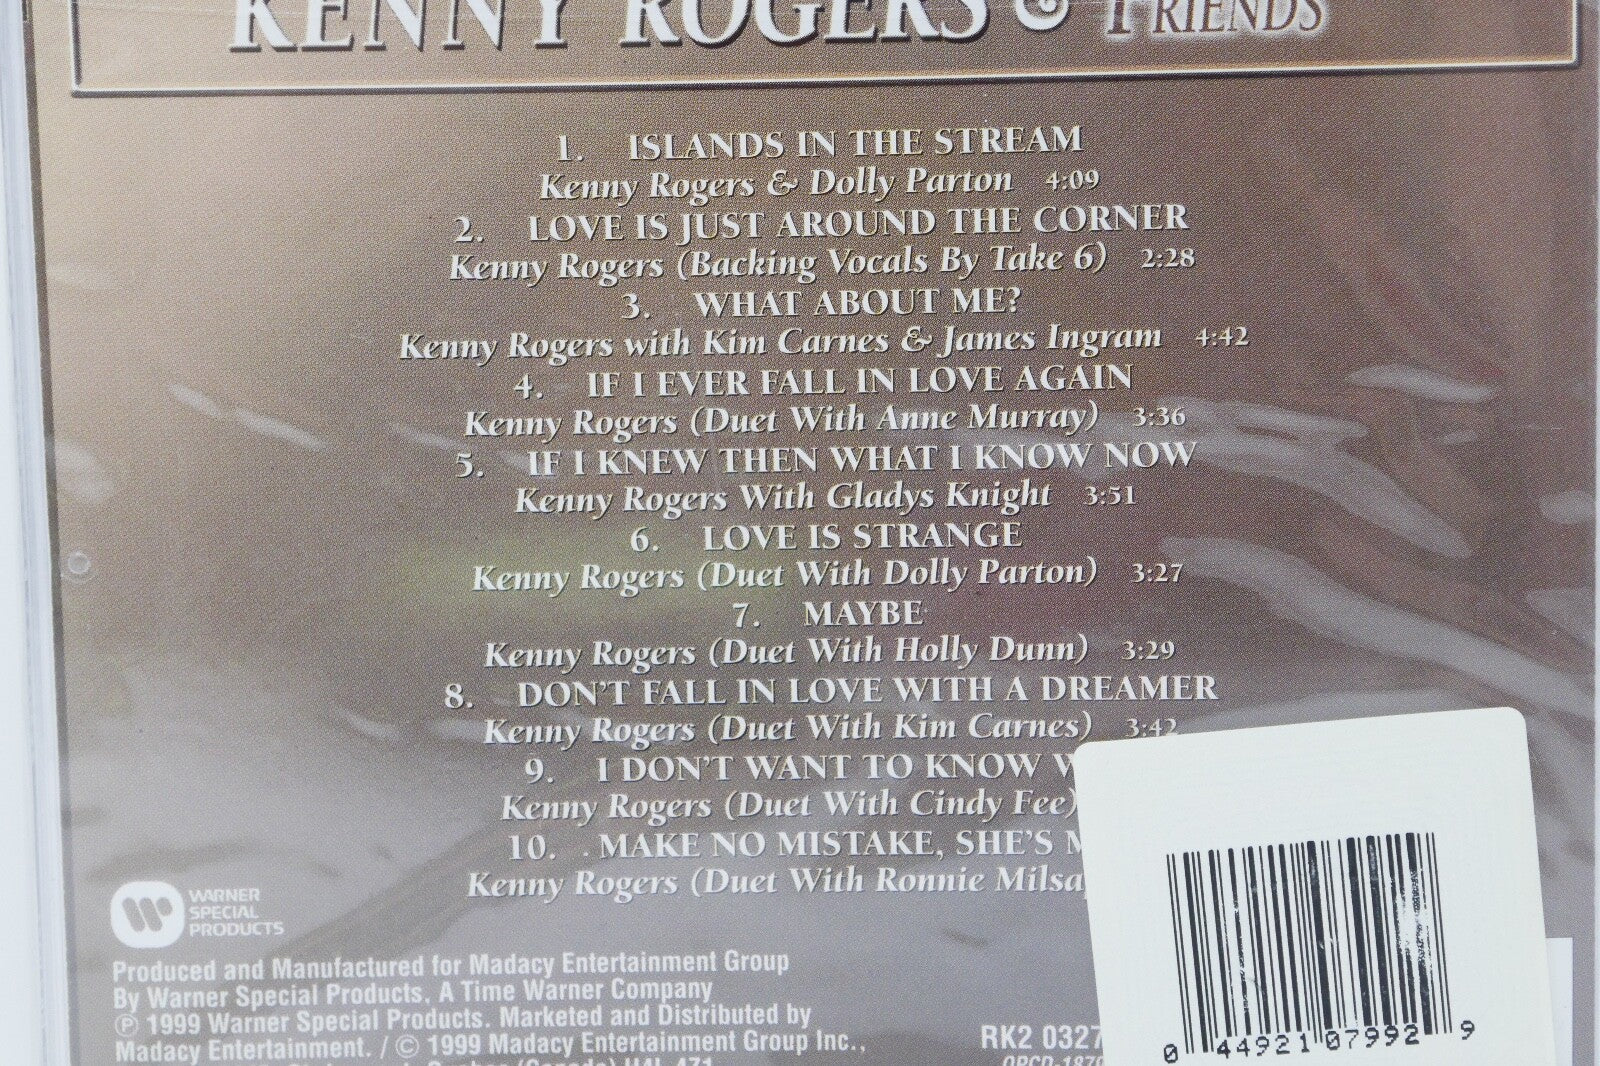 KENNY ROGERS & FRIENDS
1. ISLANDS IN THE STREAM
Kenny Rogers & Dolly Parton 4:09
2. LOVE IS JUST AROUND THE CORNER
Kenny Rogers (Backing Vocals By Take 6) 2:28
3. WHAT ABOUT ME?
Kenny Rogers with Kim Carnes & James Ingram 4:42
4. IF I EVER FALL IN LOVE AGAIN
Kenny Rogers (Duet With Anne Murray) 3:36
5. IF I KNEW THEN WHAT I KNOW NOW
Kenny Rogers With Gladys Knight 3:51
6. LOVE IS STRANGE
Kenny Rogers (Duet With Dolly Parton) 3:27
7. MAYBE
Kenny Rogers (Duet With Holly Dunn) 3:29
8. DON'T FALL IN LOVE WITH A DREAMER
Kenny Rogers (Duet With Kim Carnes) 3:42
9. I DON'T WANT TO KNOW W
Kenny Rogers (Duet With Cindy Fee)
10. MAKE NO MISTAKE, SHE'S M
Kenny Rogers (Duet With Ronnie Milsa
WARNER
SPECIAL
PRODUCTS
Produced and Manufactured for Madacy Entertainment Group
By Warner Special Products, A Time Warner Company
℗ 1999 Warner Special Products. Marketed and Distributed by
Madacy Entertainment. / © 1999 Madacy Entertainment Group Inc.,
RK2 0327
0 44921 07992 9